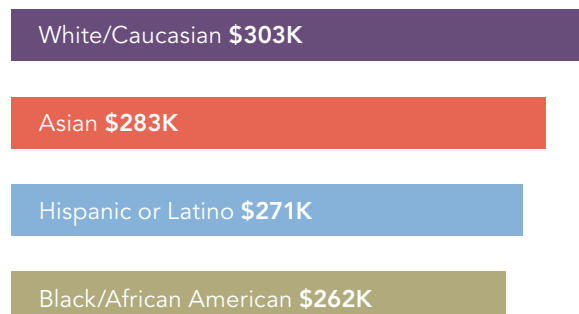 White/Caucasian $303K
Asian $283K
Hispanic or Latino $271K
Black/African American $262K